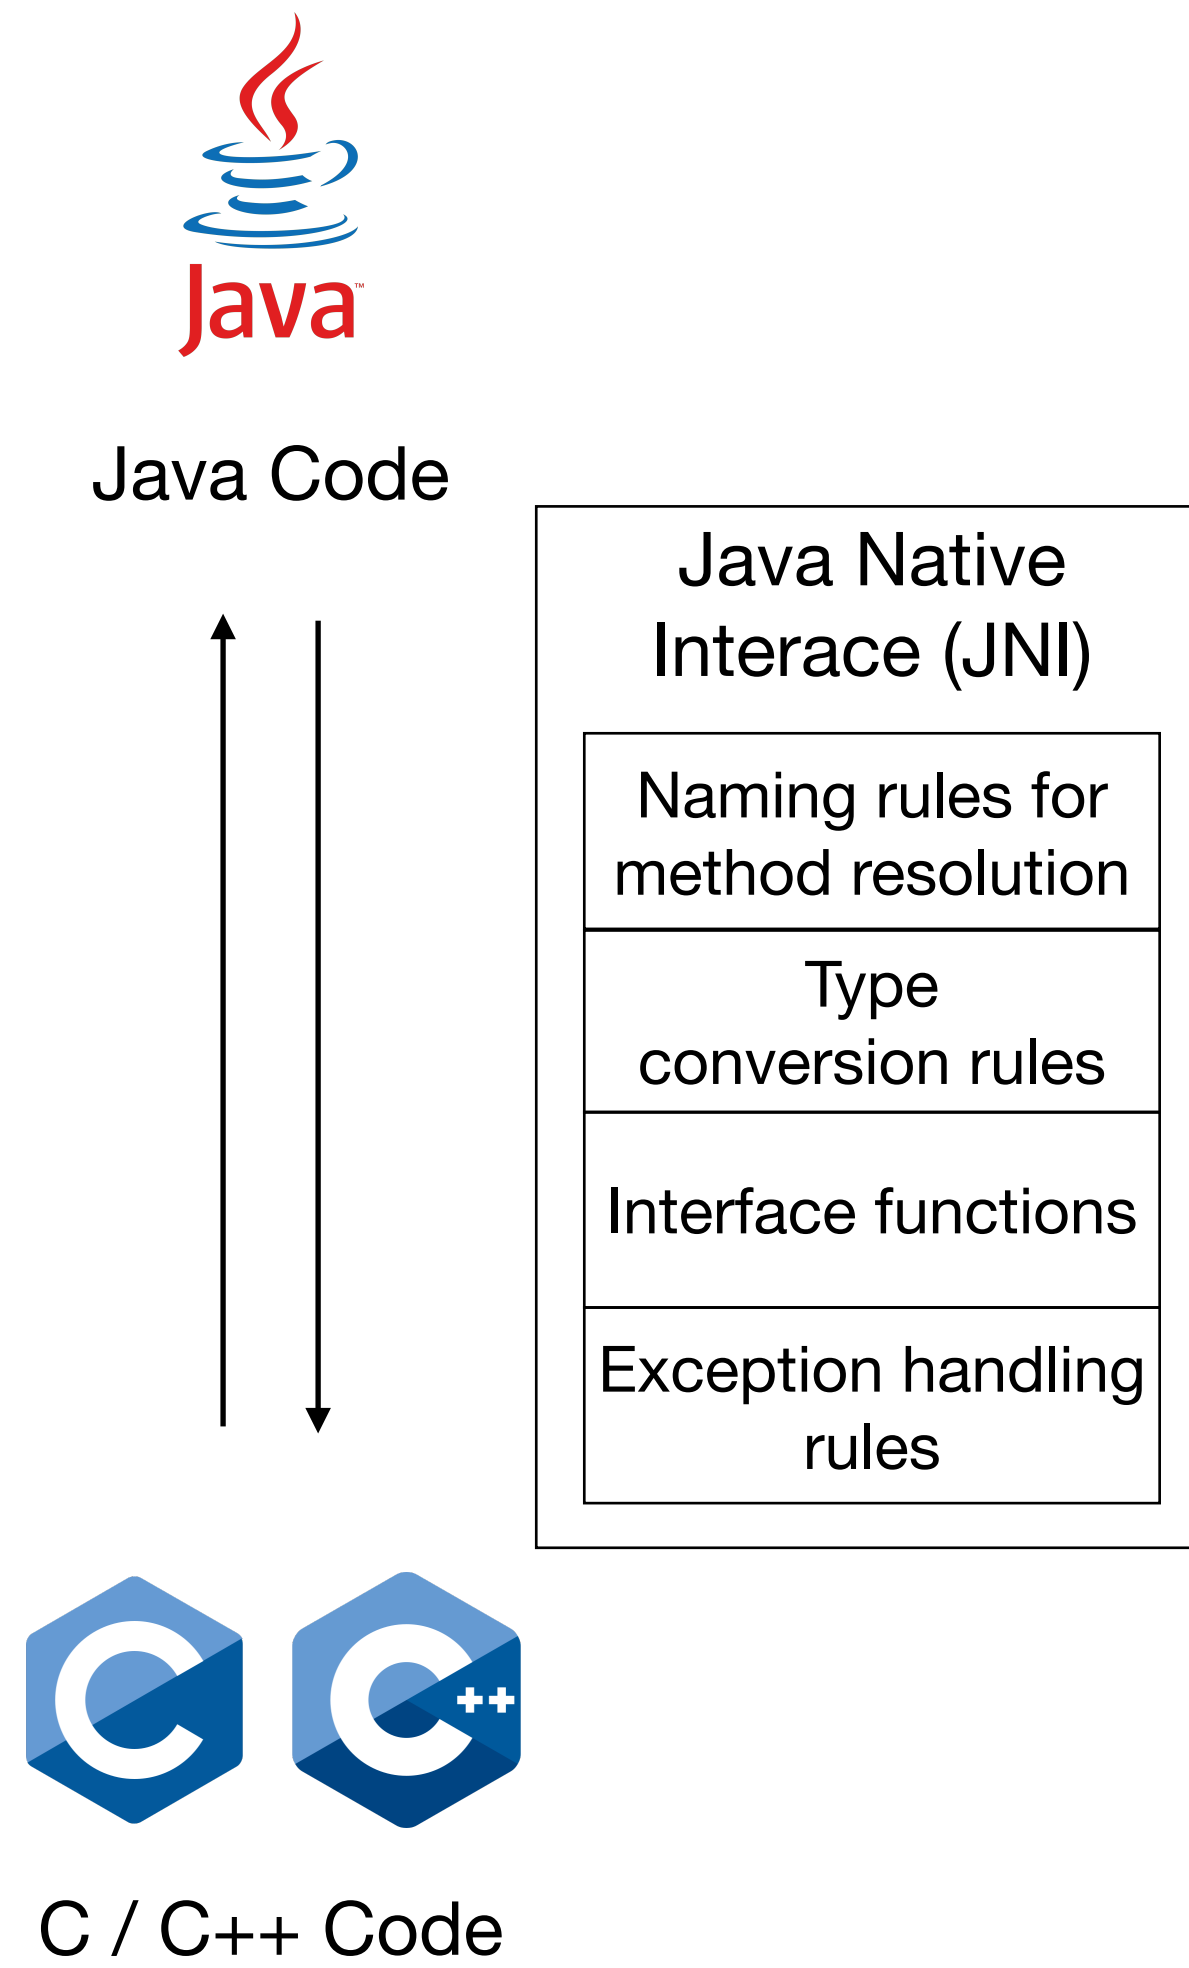 Java™
Java Code
Java Native
Interace (JNI)
Naming rules for
method resolution
Type
conversion rules
Interface functions
Exception handling
rules
C
C++
C / C++ Code